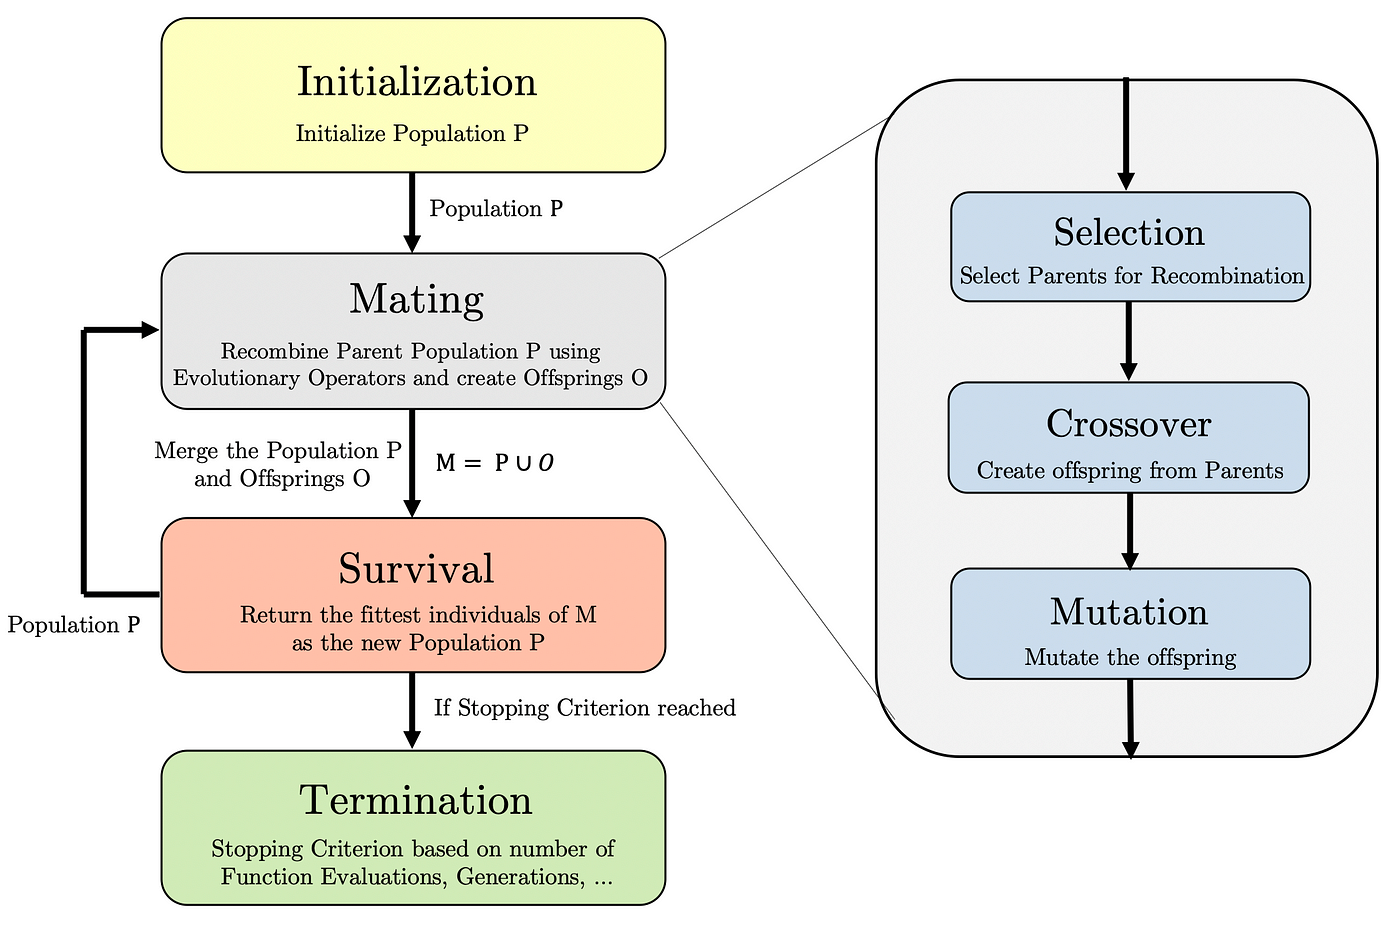 Initialization
Initialize Population P
Population P
Mating
Recombine Parent Population P using
Evolutionary Operators and create Offsprings O
Merge the Population P
and Offsprings O
M = P ∪ O
Survival
Return the fittest individuals of M
as the new Population P
Population P
If Stopping Criterion reached
Termination
Stopping Criterion based on number of
Function Evaluations, Generations, ...
Selection
Select Parents for Recombination
Crossover
Create offspring from Parents
Mutation
Mutate the offspring